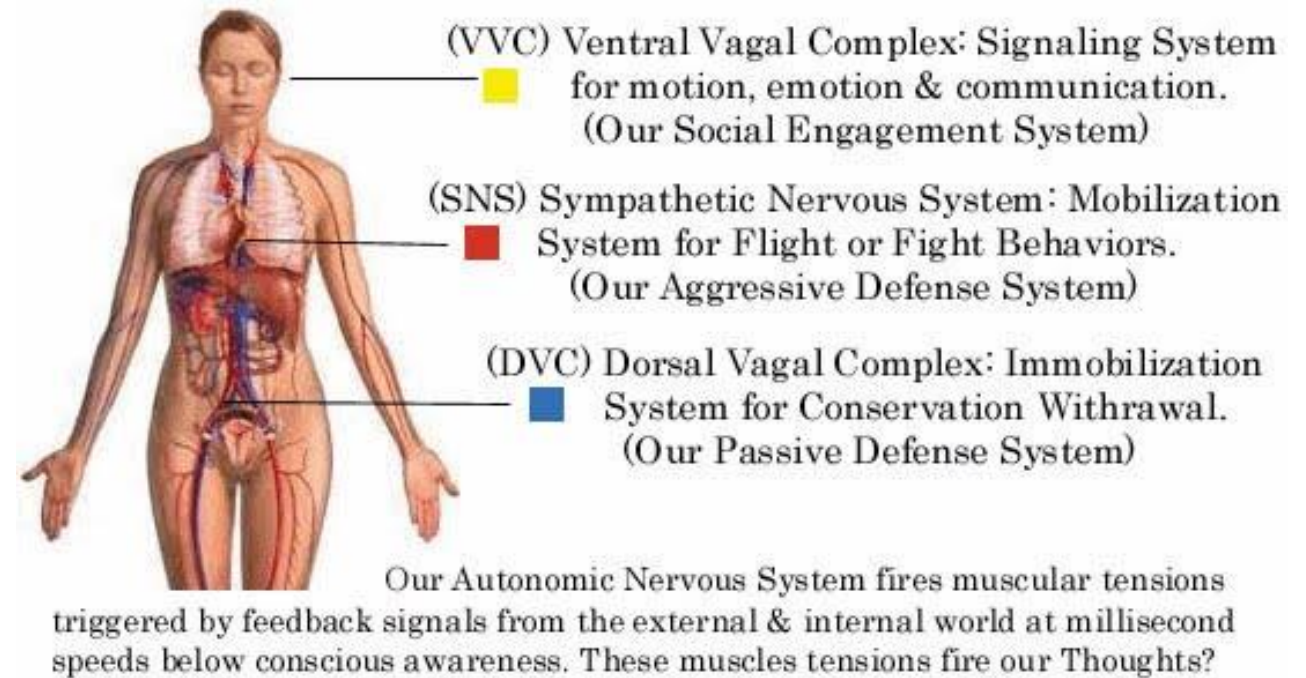 (VVC) Ventral Vagal Complex: Signaling System
for motion, emotion & communication.
(Our Social Engagement System)
(SNS) Sympathetic Nervous System: Mobilization
System for Flight or Fight Behaviors.
(Our Aggressive Defense System)
(DVC) Dorsal Vagal Complex: Immobilization
System for Conservation Withrawal.
(Our Passive Defense System)
Our Autonomic Nervous System fires muscular tensions
triggered by feedback signals from the external & internal world at millisecond
speeds below conscious awareness. These muscles tensions fire our Thoughts?